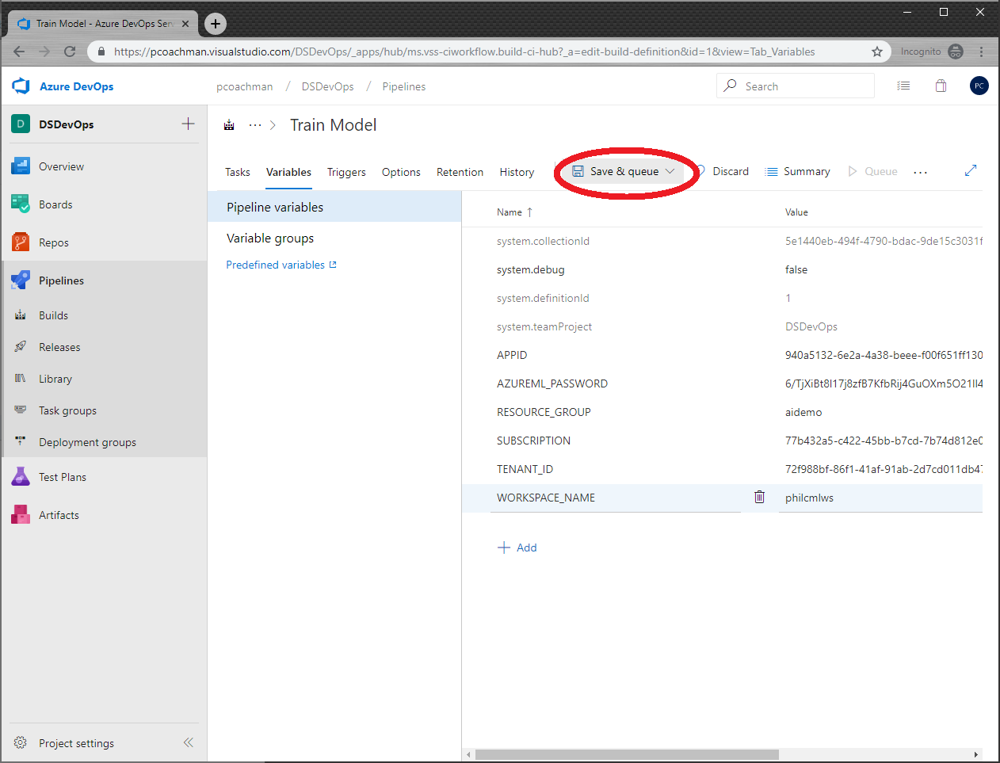 Train Model - Azure DevOps Serv
https://pcoachman.visualstudio.com/DSDevOps/_apps/hub/ms.vss-ciworkflow.build-ci-hub?_a=edit-build-definition&id=1&view=Tab_Variables
Incognito
Azure DevOps
pcoachman / DSDevOps / Pipelines
Search
PC
D DSDevOps
Overview
Boards
Repos
Pipelines
Builds
Releases
Library
Task groups
Deployment groups
Test Plans
Artifacts
Project settings
... > Train Model
Tasks Variables Triggers Options Retention History Save & queue Discard Summary Queue ...
Pipeline variables
Variable groups
Predefined variables
Name ↑ Value
system.collectionId 5e1440eb-494f-4790-bdac-9de15c3031f
system.debug false
system.definitionId 1
system.teamProject DSDevOps
APPID 940a5132-6e2a-4a38-beee-f00f651ff130
AZUREML_PASSWORD
RESOURCE_GROUP aidemo
SUBSCRIPTION 77b432a5-c422-45bb-b7cd-7b74d812e0
TENANT_ID 72f988bf-86f1-41af-91ab-2d7cd011db47
WORKSPACE_NAME philcmlws
+ Add